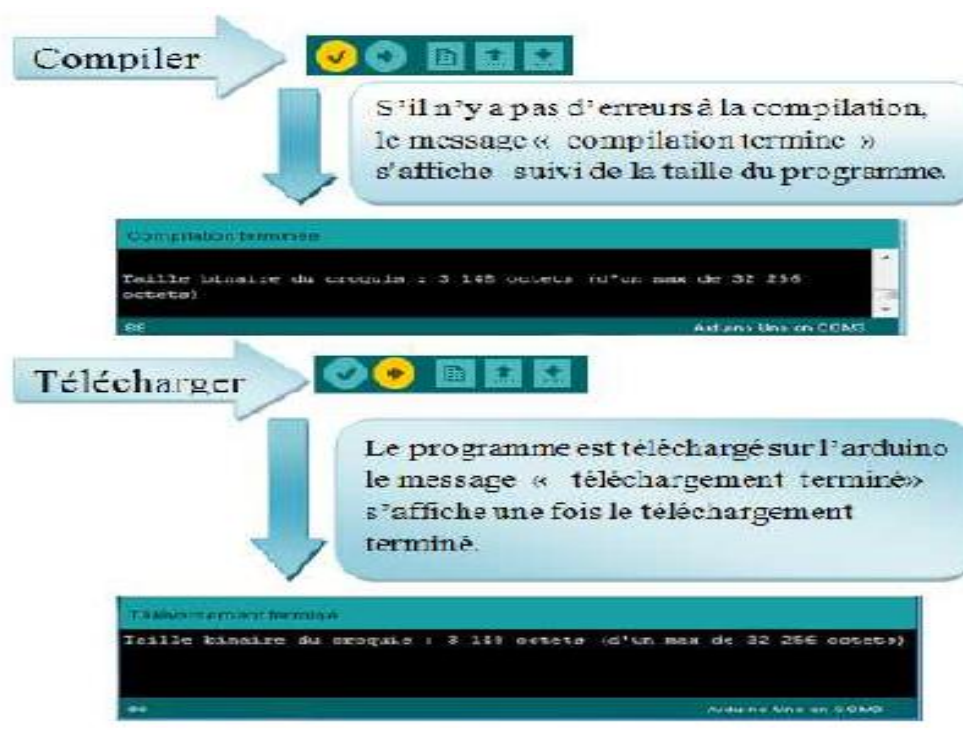 Compiler
S'il n'y a pas d'erreurs à la compilation,
le message « compilation termine »
s'affiche suivi de la taille du programme.
Compilation terminée
Taille binaire du croquis : 3 148 octets (d'un max de 32 256
octets)
Arduino Uno on COM3
Télécharger
Le programme est téléchargé sur l'arduino
le message « téléchargement terminé»
s'affiche une fois le téléchargement
terminé.
Téléversement terminé
Taille binaire du croquis : 3 148 octets (d'un max de 32 256 octets)
Arduino Uno on COM3